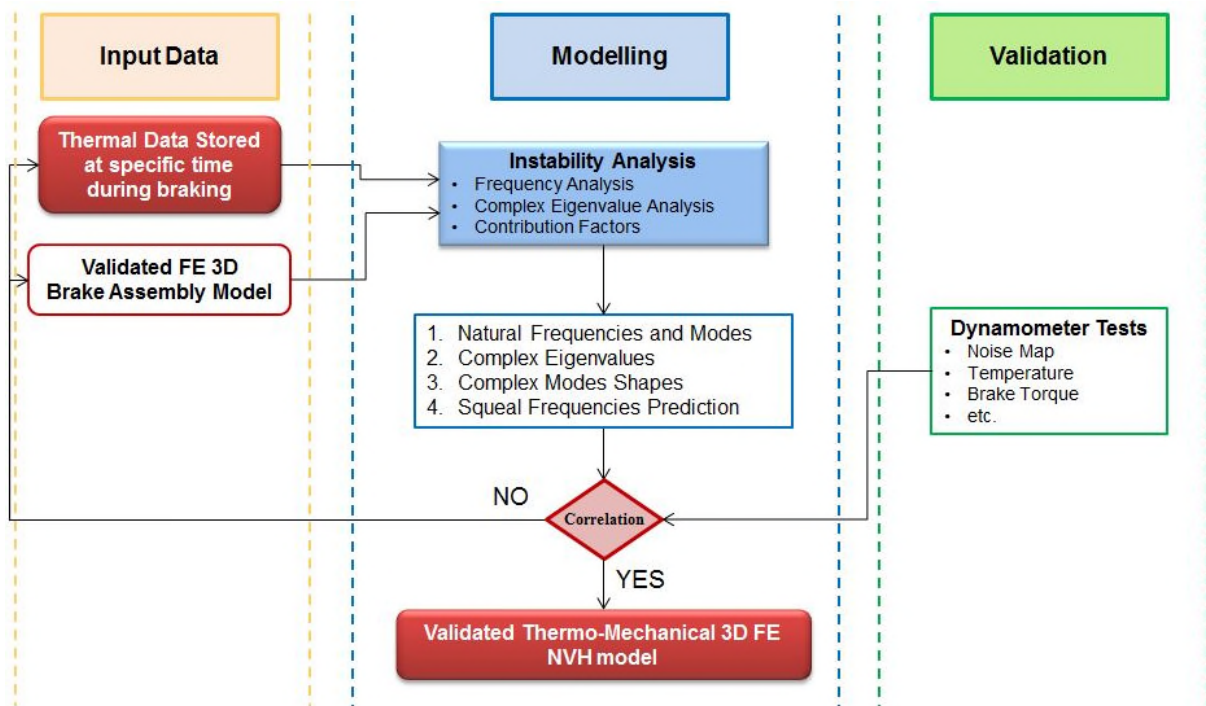 Input Data
Modelling
Validation
Thermal Data Stored
at specific time
during braking
Instability Analysis
• Frequency Analysis
• Complex Eigenvalue Analysis
• Contribution Factors
Validated FE 3D
Brake Assembly Model
1. Natural Frequencies and Modes
2. Complex Eigenvalues
3. Complex Modes Shapes
4. Squeal Frequencies Prediction
Dynamometer Tests
• Noise Map
• Temperature
• Brake Torque
• etc.
NO
Correlation
YES
Validated Thermo-Mechanical 3D FE
NVH model